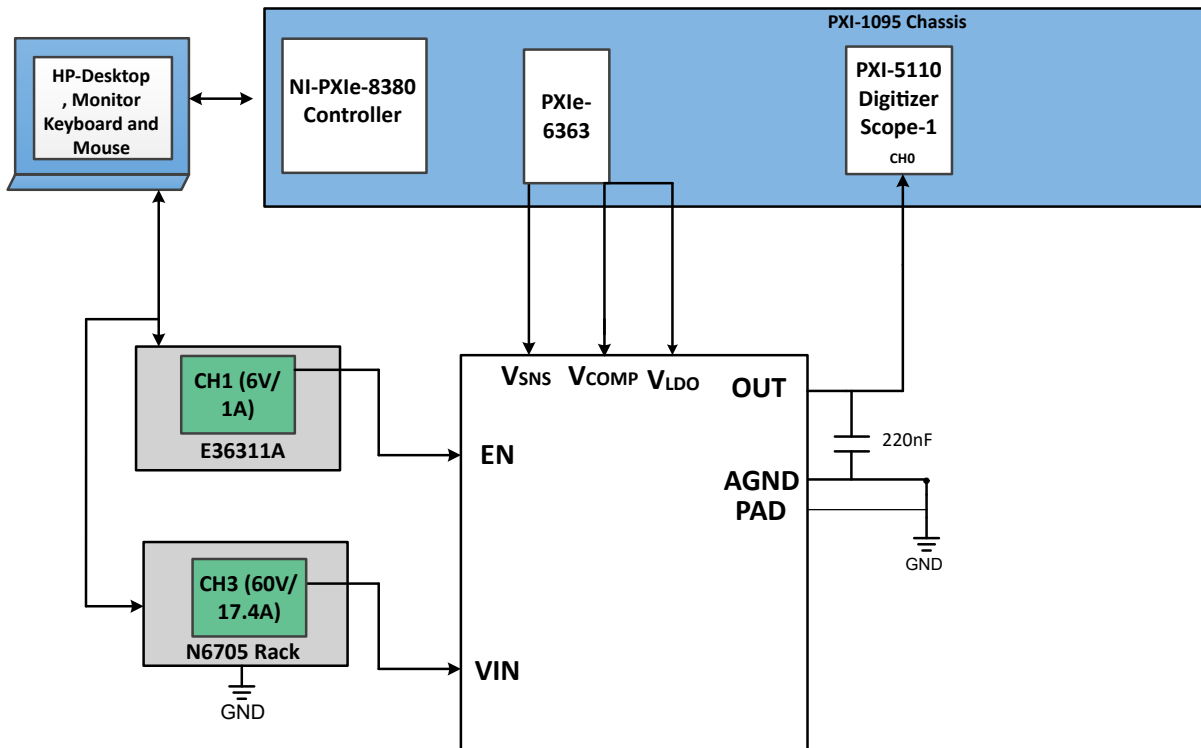 PXI-1095 Chassis
HP-Desktop
, Monitor
Keyboard and
Mouse
NI-PXIe-8380
Controller
PXIe-
6363
PXI-5110
Digitizer
Scope-1
CH0
VSNS
VCOMP
VLDO
OUT
CH1 (6V/
1A)
E36311A
EN
220nF
AGND
PAD
GND
CH3 (60V/
17.4A)
N6705 Rack
VIN
GND